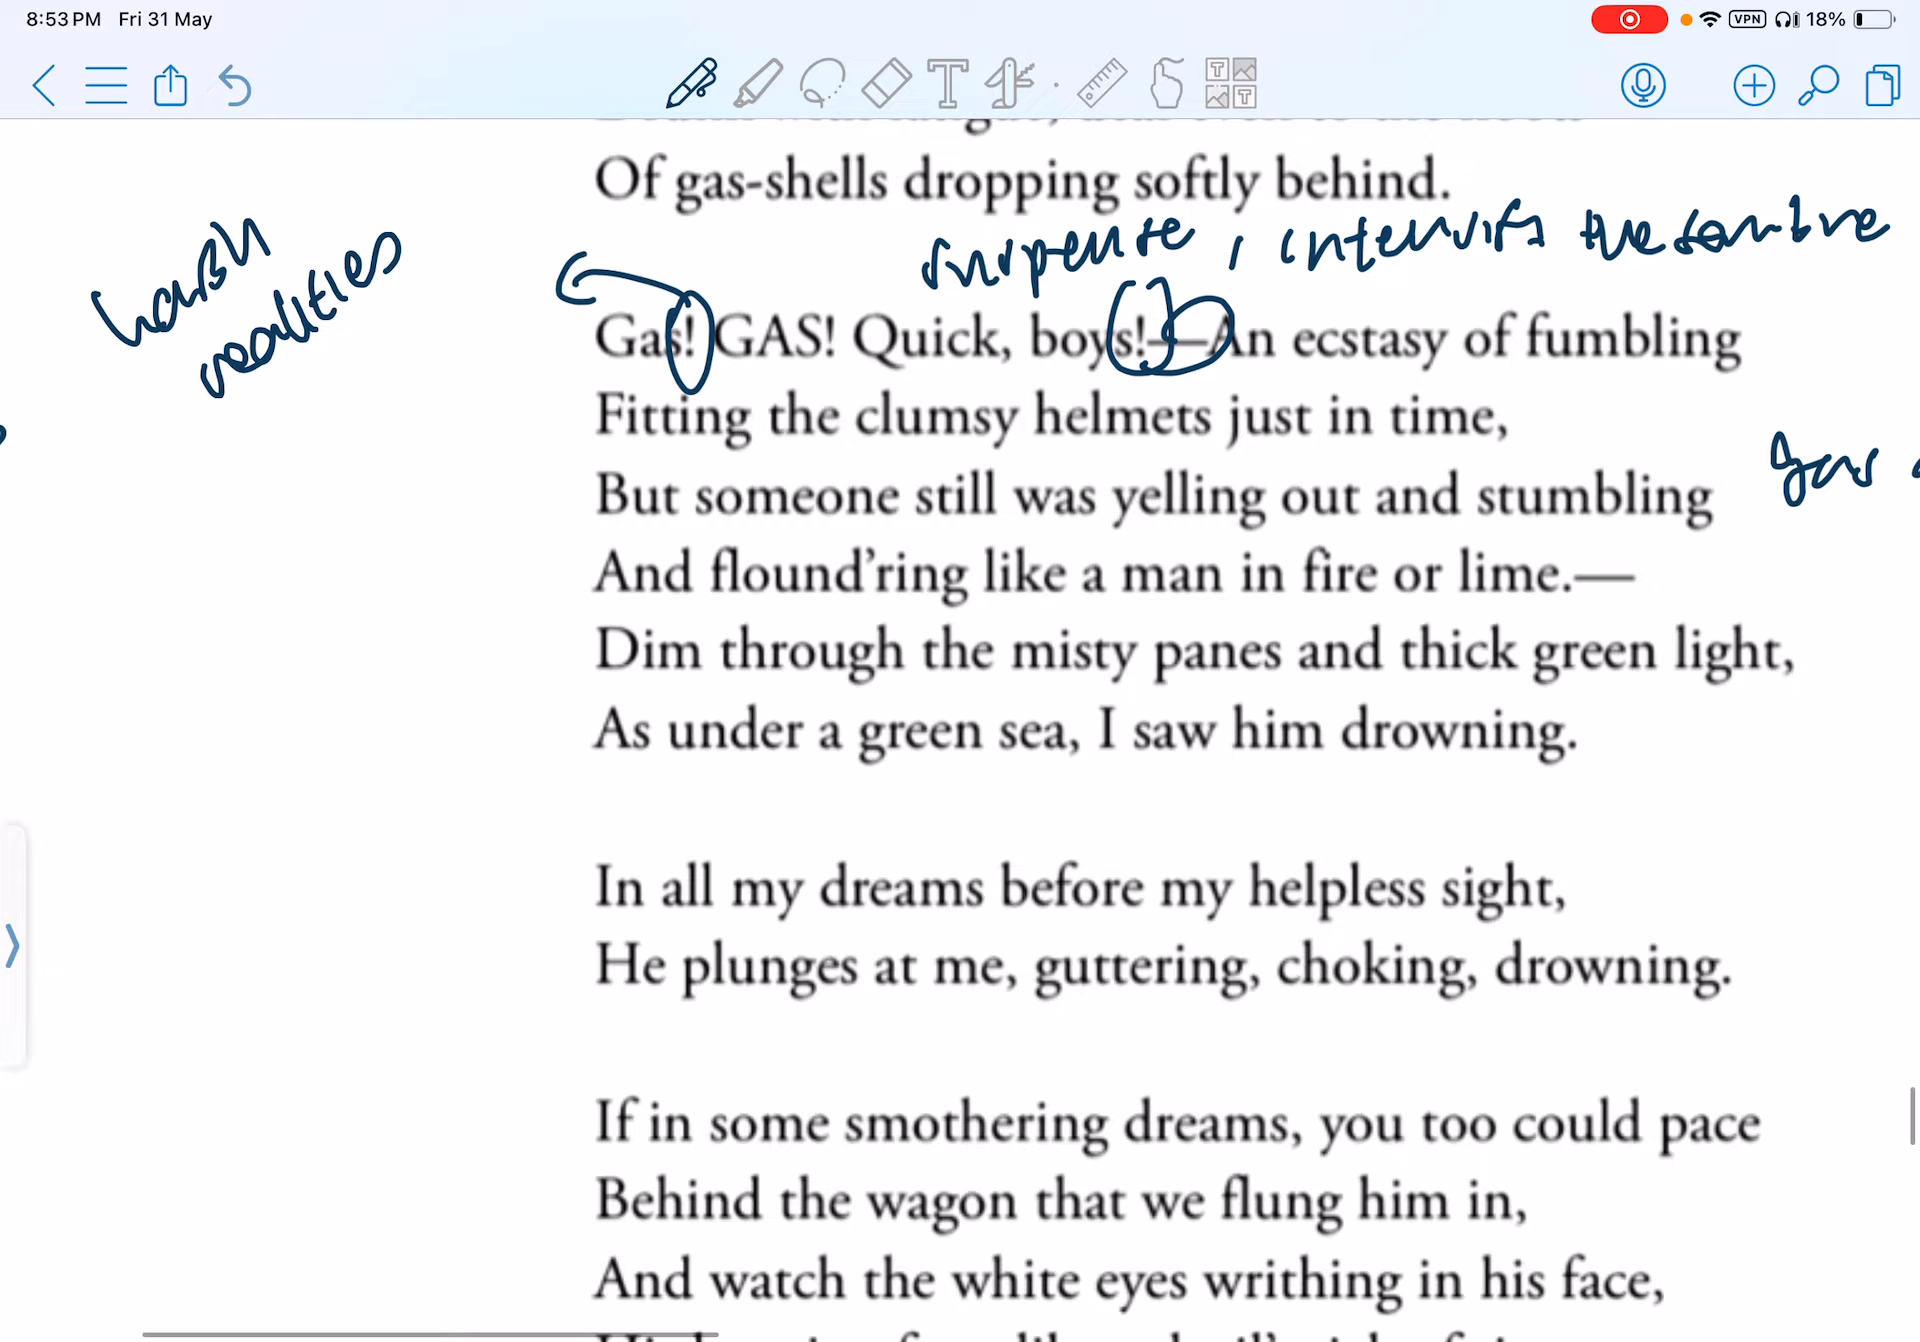 8:53 PM Fri 31 May
VPN 18%
Of gas-shells dropping softly behind.
harsh
realities
suspense, intensifs the sombre
Gas! GAS! Quick, boys!—An ecstasy of fumbling
Fitting the clumsy helmets just in time,
gas
But someone still was yelling out and stumbling
And flound’ring like a man in fire or lime.—
Dim through the misty panes and thick green light,
As under a green sea, I saw him drowning.
In all my dreams before my helpless sight,
He plunges at me, guttering, choking, drowning.
If in some smothering dreams, you too could pace
Behind the wagon that we flung him in,
And watch the white eyes writhing in his face,